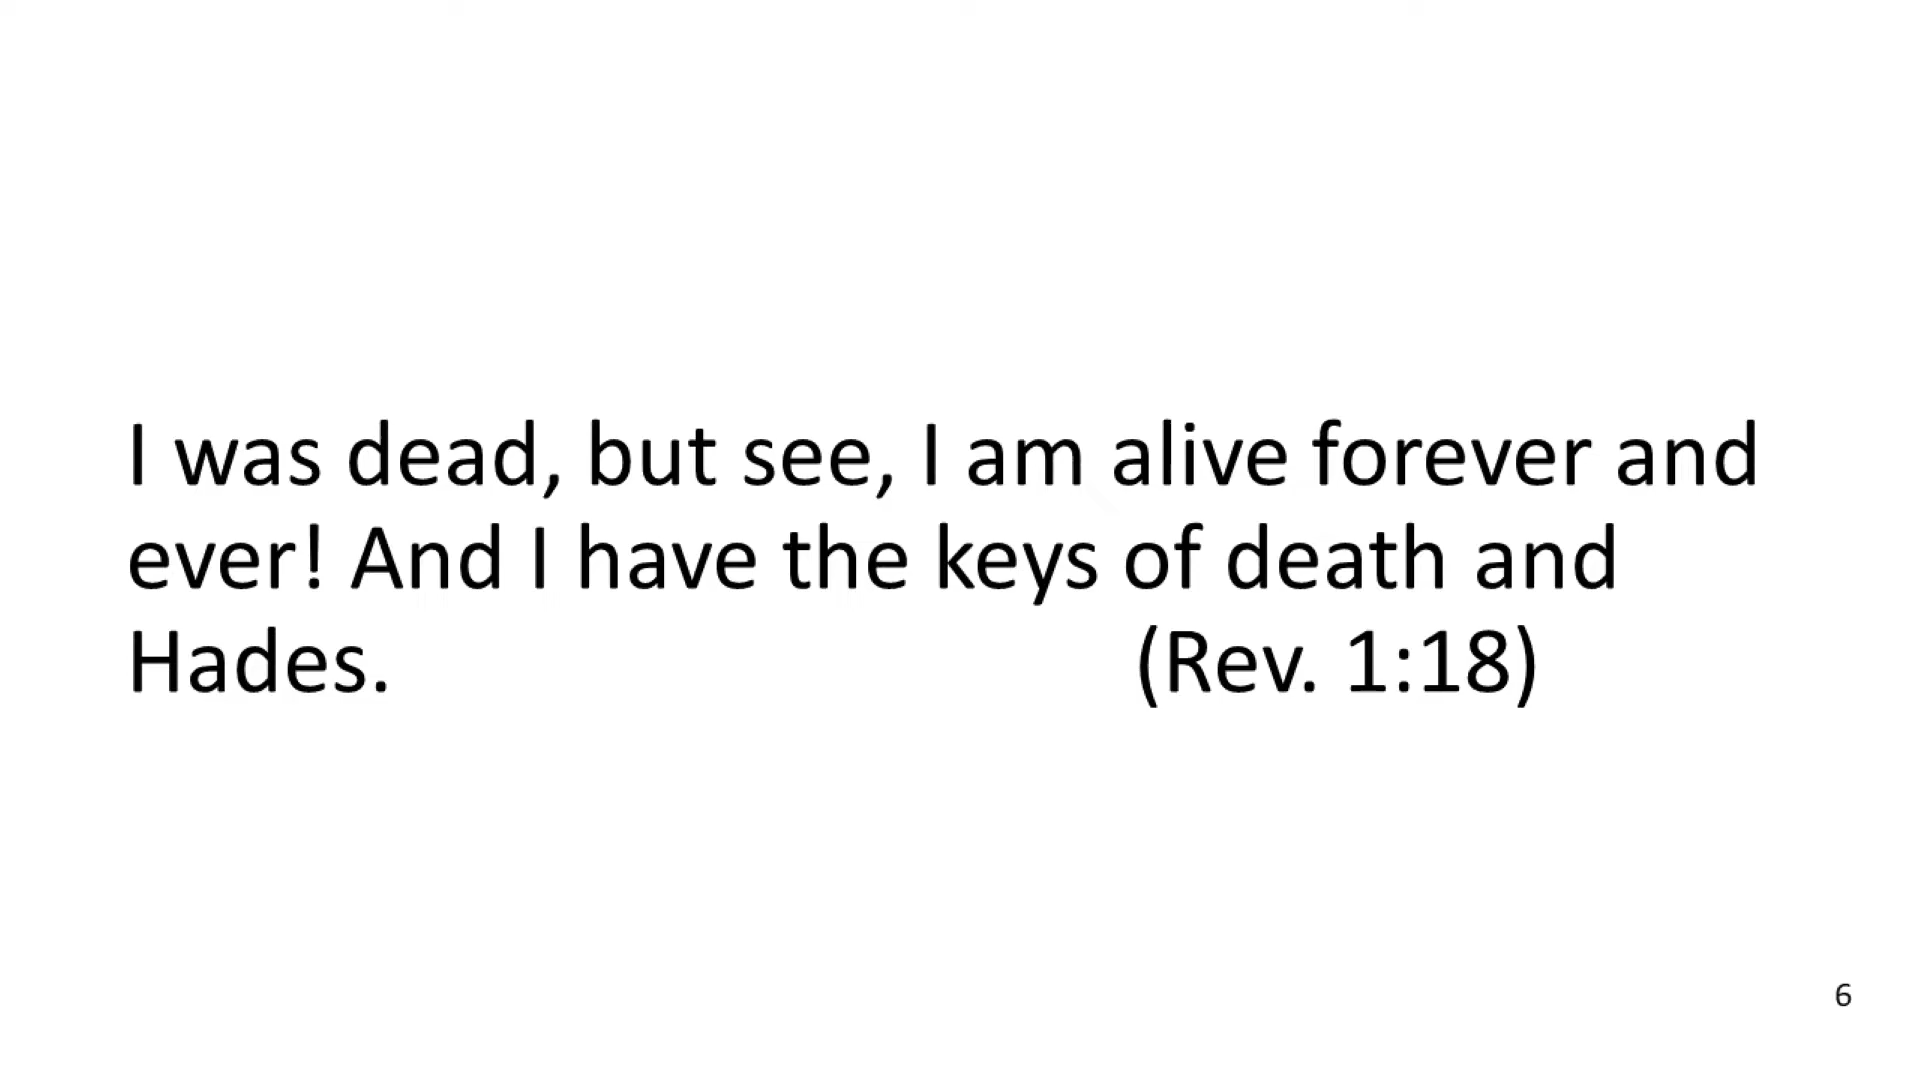 I was dead, but see, I am alive forever and
ever! And I have the keys of death and
Hades. (Rev. 1:18)
6